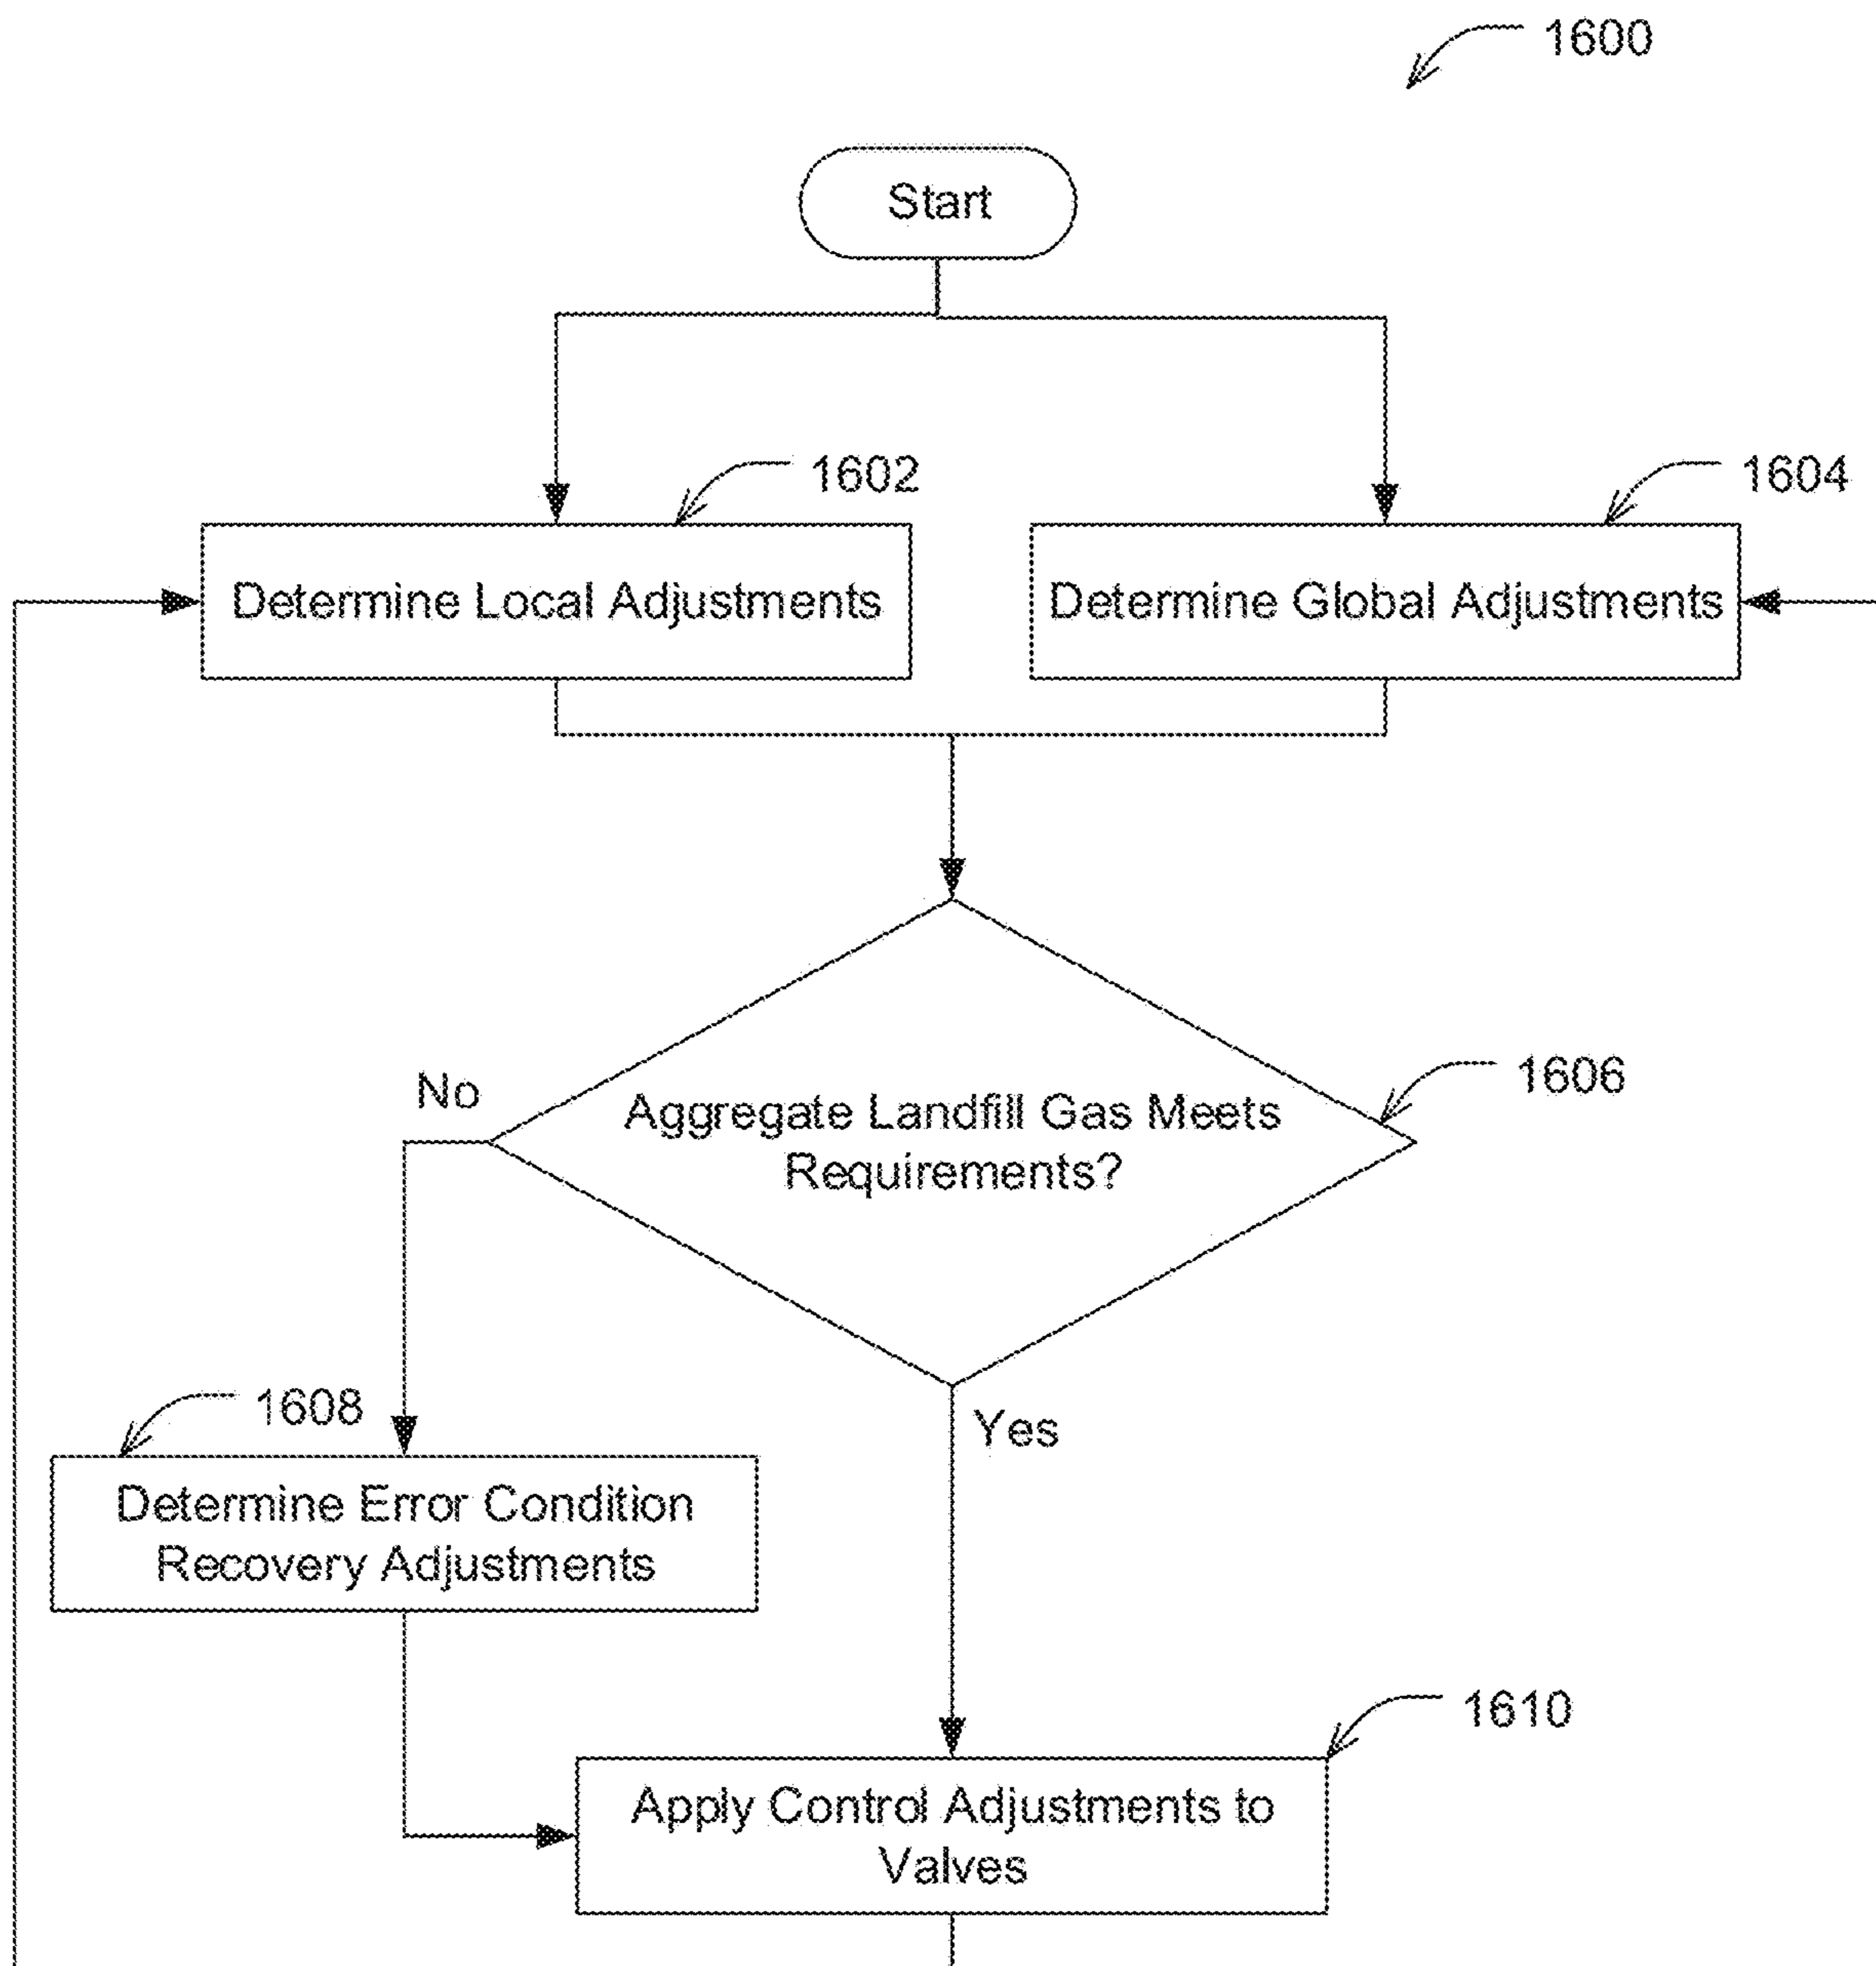 1600
Start
1602
1604
Determine Local Adjustments
Determine Global Adjustments
1606
No
Aggregate Landfill Gas Meets
Requirements?
1608
Yes
Determine Error Condition
Recovery Adjustments
1610
Apply Control Adjustments to
Valves